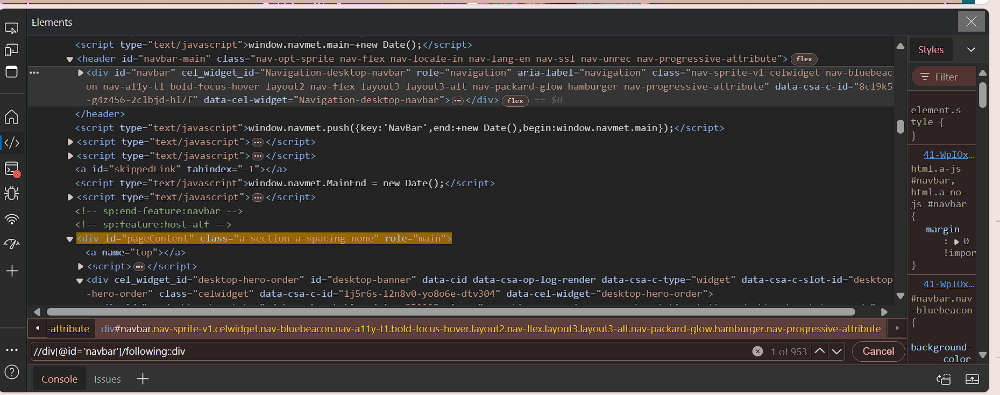 Elements
<script type="text/javascript">window.navmet.main=+new Date();</script>
<header id="navbar-main" class="nav-opt-sprite nav-flex nav-locale-in nav-lang-en nav-ssl nav-unrec nav-progressive-attribute"> flex
<div id="navbar" cel_widget_id="Navigation-desktop-navbar" role="navigation" aria-label="navigation" class="nav-sprite-v1 celwidget nav-bluebeac
on nav-a11y-t1 bold-focus-hover layout2 nav-flex layout3 layout3-alt nav-packard-glow hamburger nav-progressive-attribute" data-csa-c-id="8cl9k5
-g4z456-2clbjd-hl7f" data-cel-widget="Navigation-desktop-navbar">…</div> flex == $0
</header>
<script type="text/javascript">window.navmet.push({key:'NavBar',end:+new Date(),begin:window.navmet.main});</script>
<script type="text/javascript">…</script>
<script type="text/javascript">…</script>
<a id="skippedLink" tabindex="-1"></a>
<script type="text/javascript">window.navmet.MainEnd = new Date();</script>
<script type="text/javascript">…</script>
<!-- sp:end-feature:navbar -->
<!-- sp:feature:host-atf -->
<div id="pageContent" class="a-section a-spacing-none" role="main">
<a name="top"></a>
<script>…</script>
<div cel_widget_id="desktop-hero-order" id="desktop-banner" data-cid data-csa-op-log-render data-csa-c-type="widget" data-csa-c-slot-id="desktop
-hero-order" class="celwidget" data-csa-c-id="1j5r6s-l2n8v0-yo8o6e-dtv304" data-cel-widget="desktop-hero-order">
-attribute div#navbar.nav-sprite-v1.celwidget.nav-bluebeacon.nav-a11y-t1.bold-focus-hover.layout2.nav-flex.layout3.layout3-alt.nav-packard-glow.hamburger.nav-progressive-attribute
//div[@id='navbar']/following::div 1 of 953 Cancel
Console Issues
Styles
Filter
element.s
tyle {
}
41-WpIOx…
html.a-js
#navbar,
html.a-no-
js #navbar
{
margin
: 0
!impor
}
41-WpIOx…
#navbar.nav
-bluebeacon
{
background-
color